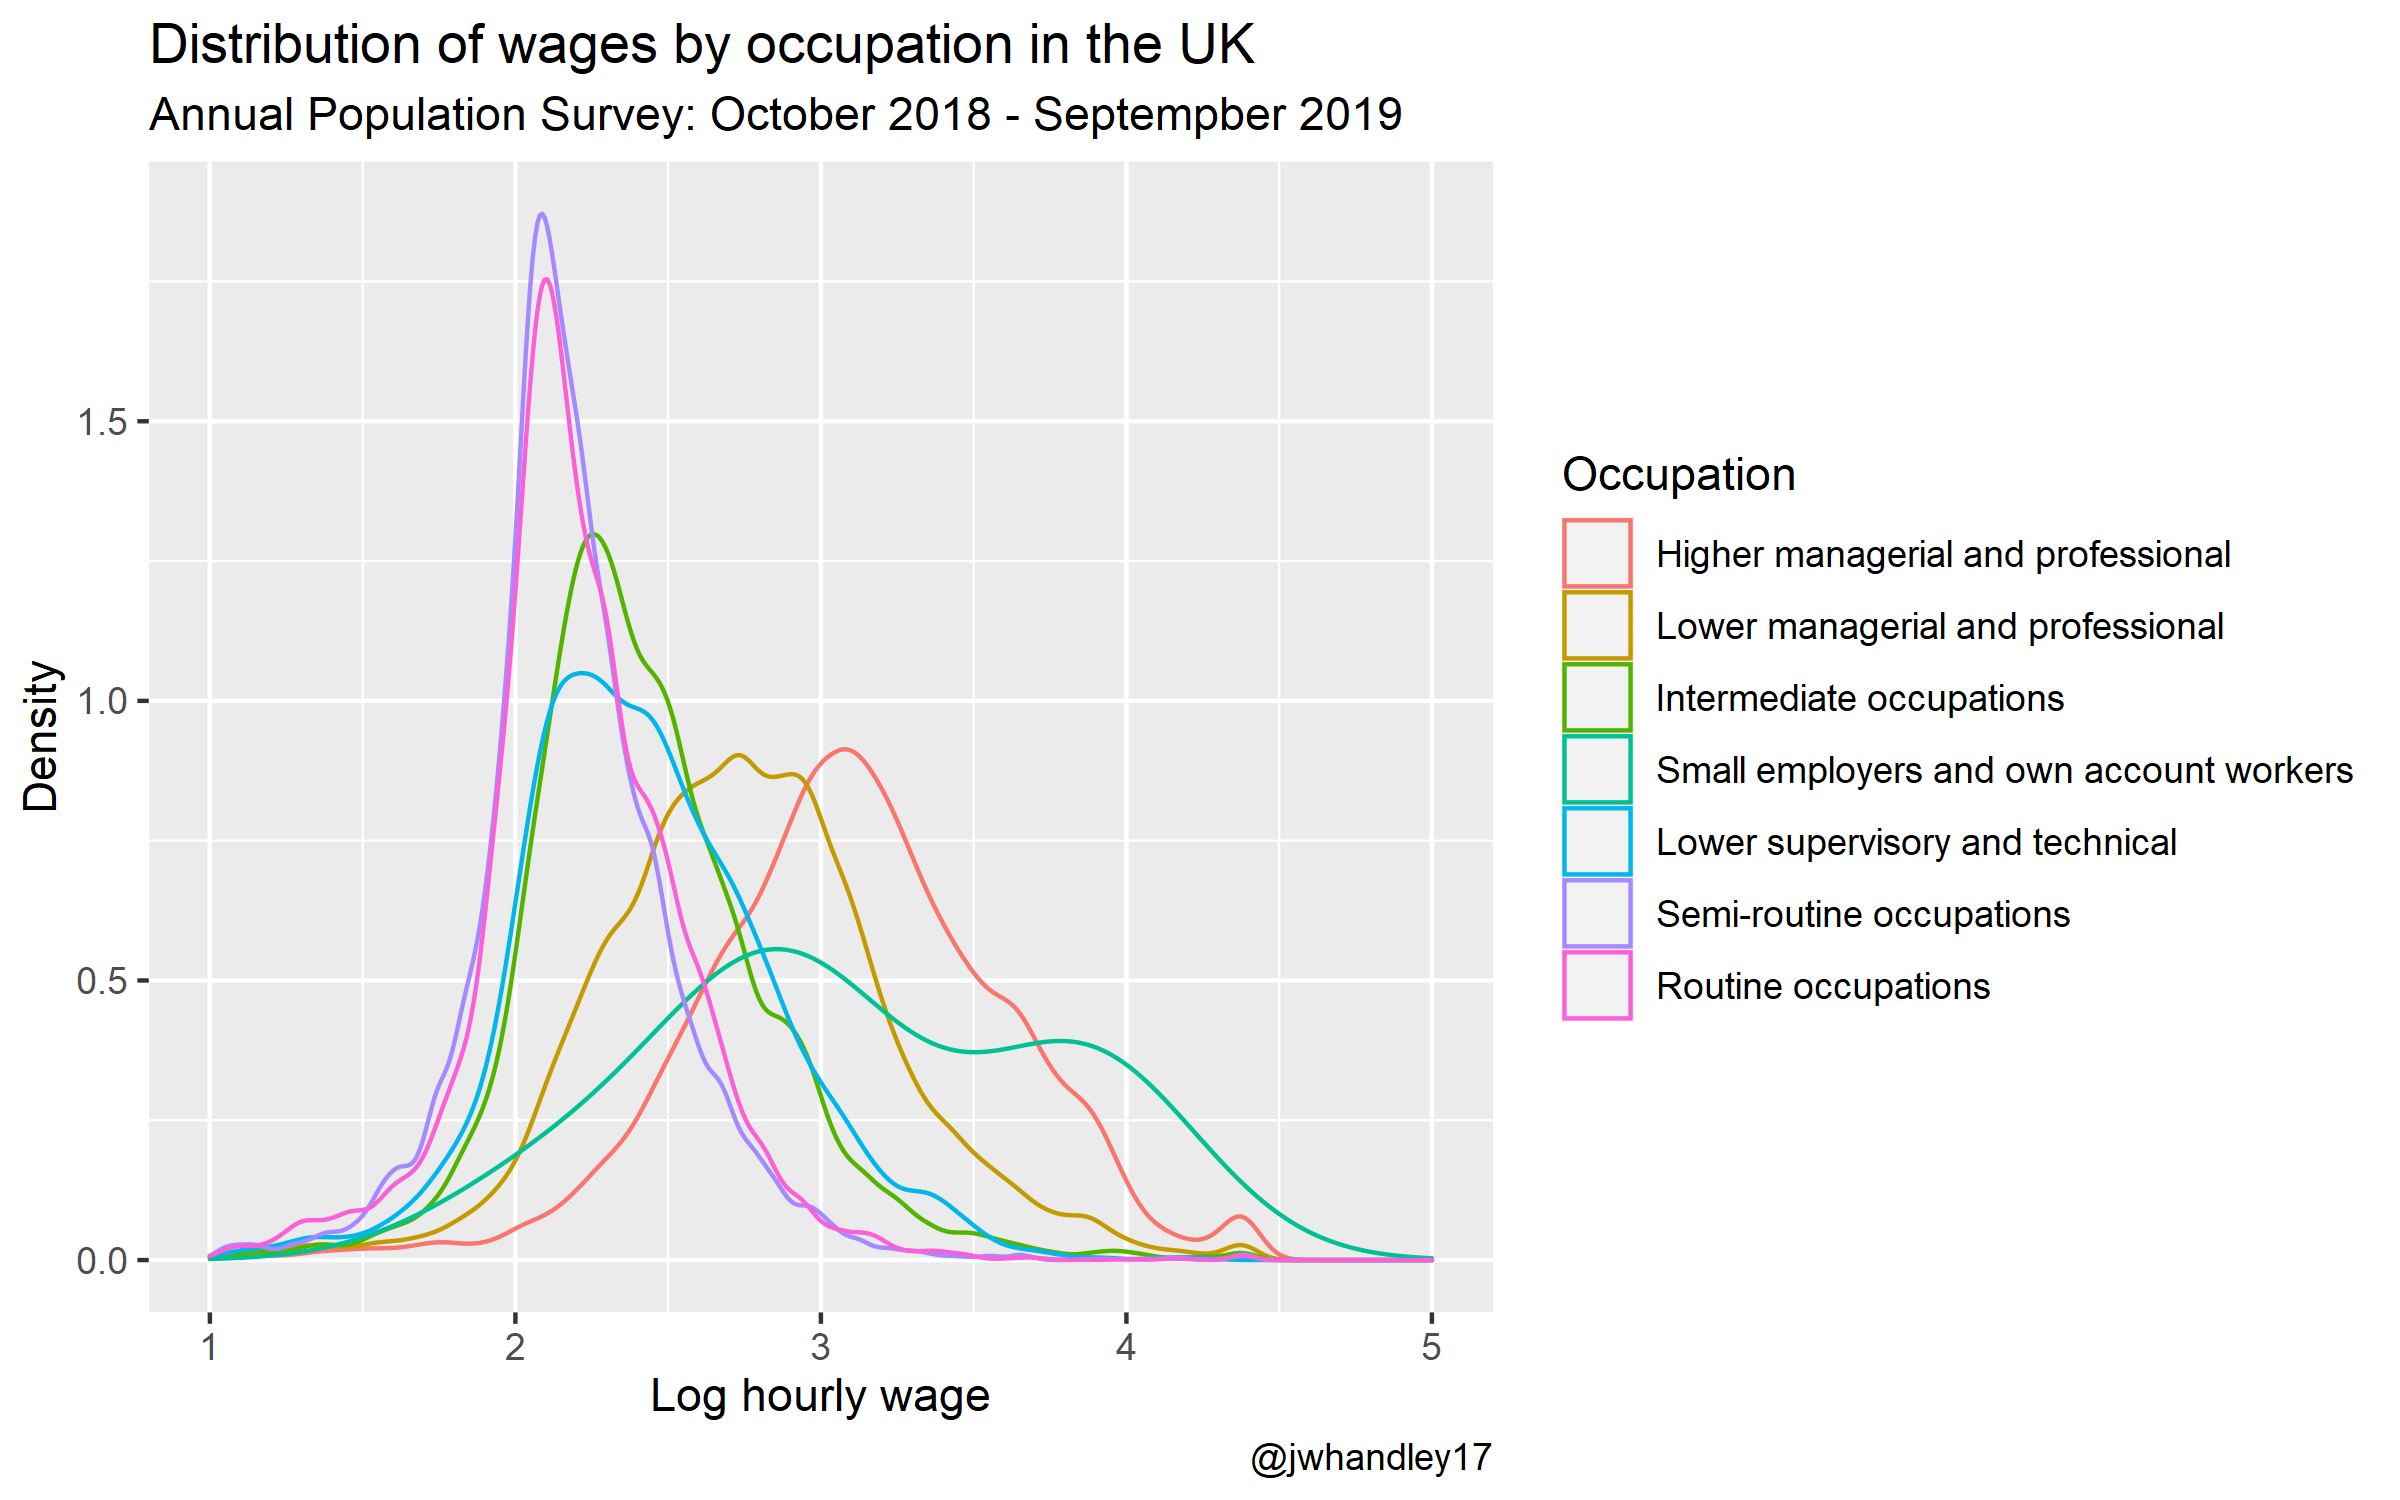 Distribution of wages by occupation in the UK
Annual Population Survey: October 2018 - Septempber 2019
Density
1.5
1.0
0.5
0.0
1 2 3 4 5
Log hourly wage
Occupation
Higher managerial and professional
Lower managerial and professional
Intermediate occupations
Small employers and own account workers
Lower supervisory and technical
Semi-routine occupations
Routine occupations
@jwhandley17